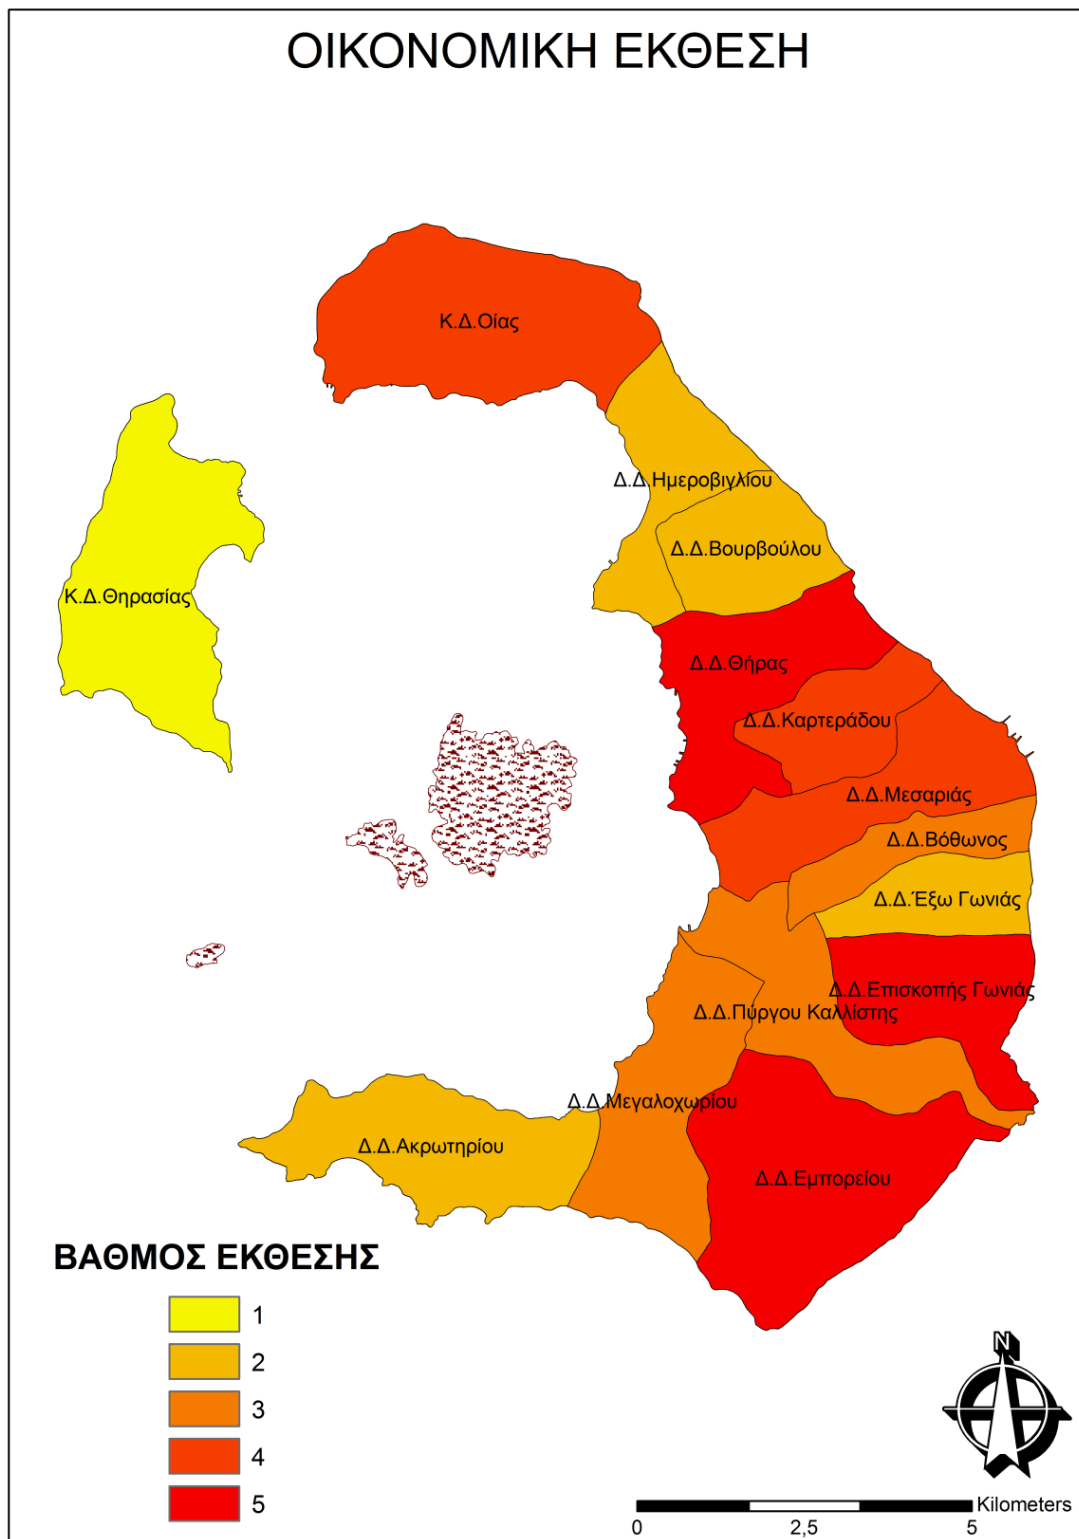 ΟΙΚΟΝΟΜΙΚΗ ΕΚΘΕΣΗ
Κ.Δ.Οίας
Δ.Δ.Ημεροβιγλίου
Δ.Δ.Βουρβούλου
Κ.Δ.Θηρασίας
Δ.Δ.Θήρας
Δ.Δ.Καρτεράδου
Δ.Δ.Μεσαριάς
Δ.Δ.Βόθωνος
Δ.Δ.Έξω Γωνιάς
Δ.Δ.Επισκοπής Γωνιάς
Δ.Δ.Πύργου Καλλίστης
Δ.Δ.Μεγαλοχωρίου
Δ.Δ.Ακρωτηρίου
Δ.Δ.Εμπορείου
ΒΑΘΜΟΣ ΕΚΘΕΣΗΣ
1
2
3
4
5
N
Kilometers
0 2,5 5